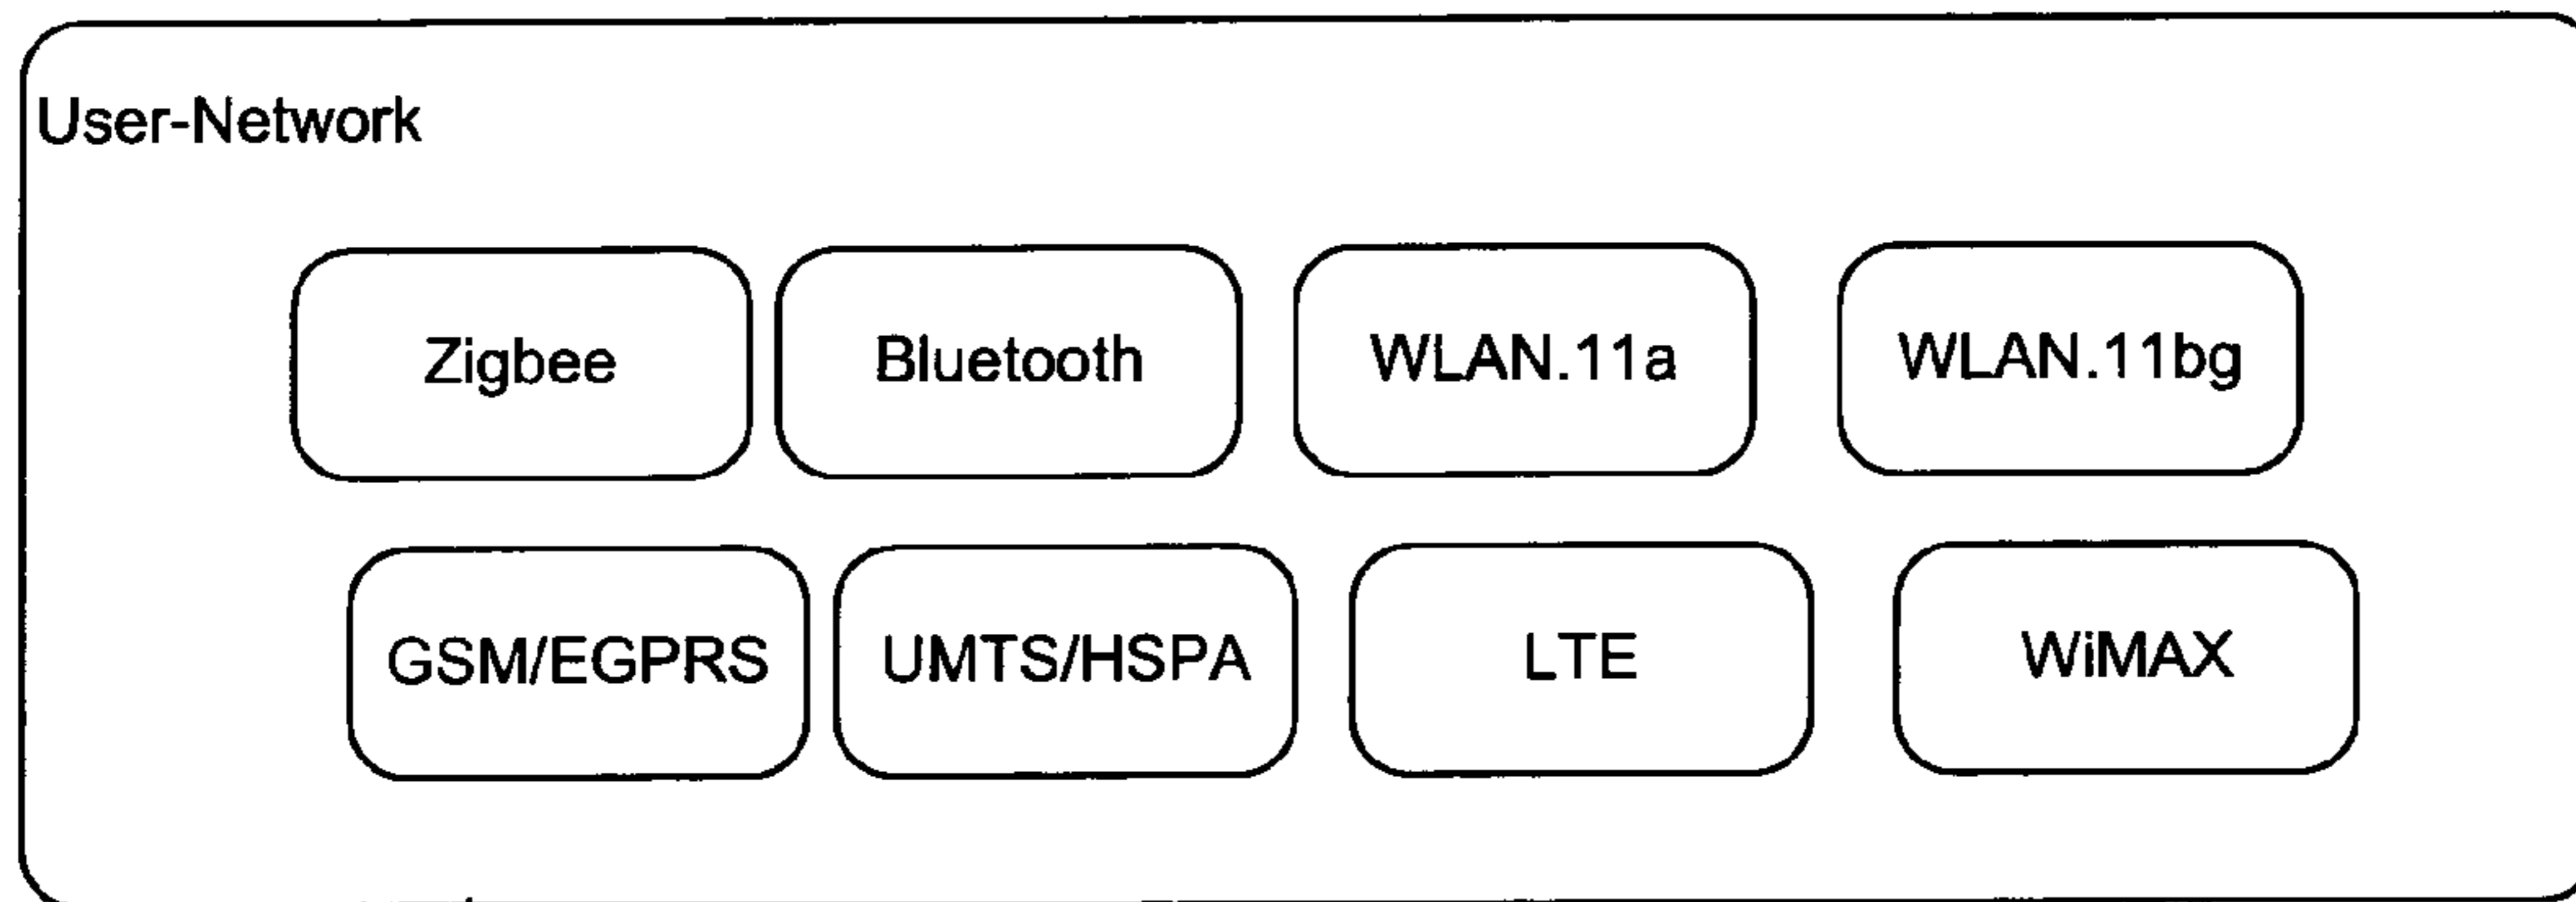 User-Network
Zigbee Bluetooth WLAN.11a WLAN.11bg
GSM/EGPRS UMTS/HSPA LTE WiMAX